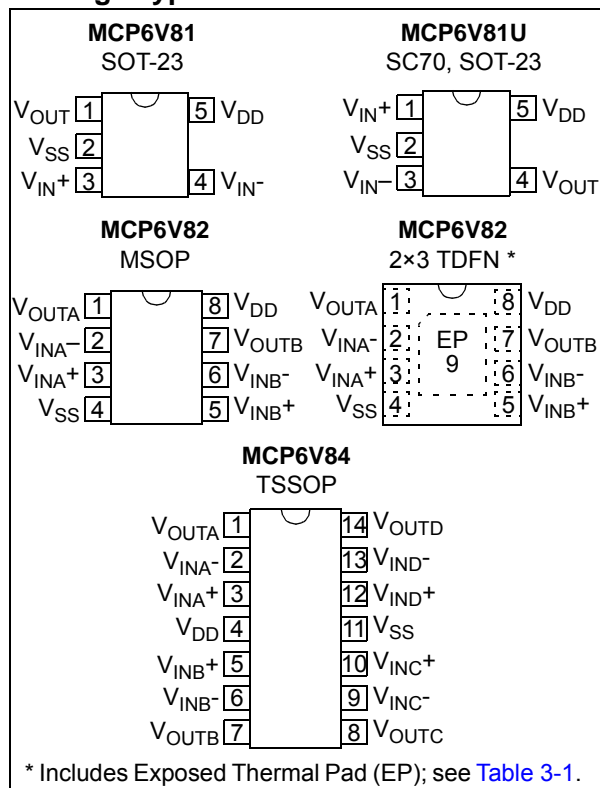 MCP6V81
SOT-23
VOUT 1
5 VDD
VSS 2
VIN+ 3
4 VIN-
MCP6V81U
SC70, SOT-23
VIN+ 1
5 VDD
VSS 2
VIN– 3
4 VOUT
MCP6V82
MSOP
VOUTA 1
8 VDD
VINA– 2
7 VOUTB
VINA+ 3
6 VINB-
VSS 4
5 VINB+
MCP6V82
2×3 TDFN *
VOUTA 1
8 VDD
VINA- 2
EP
7 VOUTB
VINA+ 3
9
6 VINB-
VSS 4
5 VINB+
MCP6V84
TSSOP
VOUTA 1
14 VOUTD
VINA- 2
13 VIND-
VINA+ 3
12 VIND+
VDD 4
11 VSS
VINB+ 5
10 VINC+
VINB- 6
9 VINC-
VOUTB 7
8 VOUTC
* Includes Exposed Thermal Pad (EP); see Table 3-1.